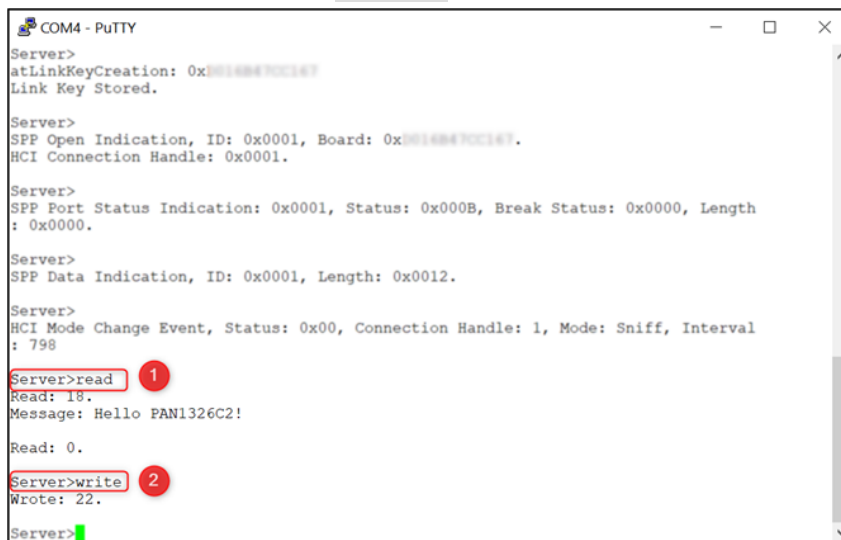 COM4 - PuTTY
Server>
atLinkKeyCreation: 0x
Link Key Stored.
Server>
SPP Open Indication, ID: 0x0001, Board: 0x .
HCI Connection Handle: 0x0001.
Server>
SPP Port Status Indication: 0x0001, Status: 0x000B, Break Status: 0x0000, Length
: 0x0000.
Server>
SPP Data Indication, ID: 0x0001, Length: 0x0012.
Server>
HCI Mode Change Event, Status: 0x00, Connection Handle: 1, Mode: Sniff, Interval
: 798
Server>read 1
Read: 18.
Message: Hello PAN1326C2!
Read: 0.
Server>write 2
Wrote: 22.
Server>